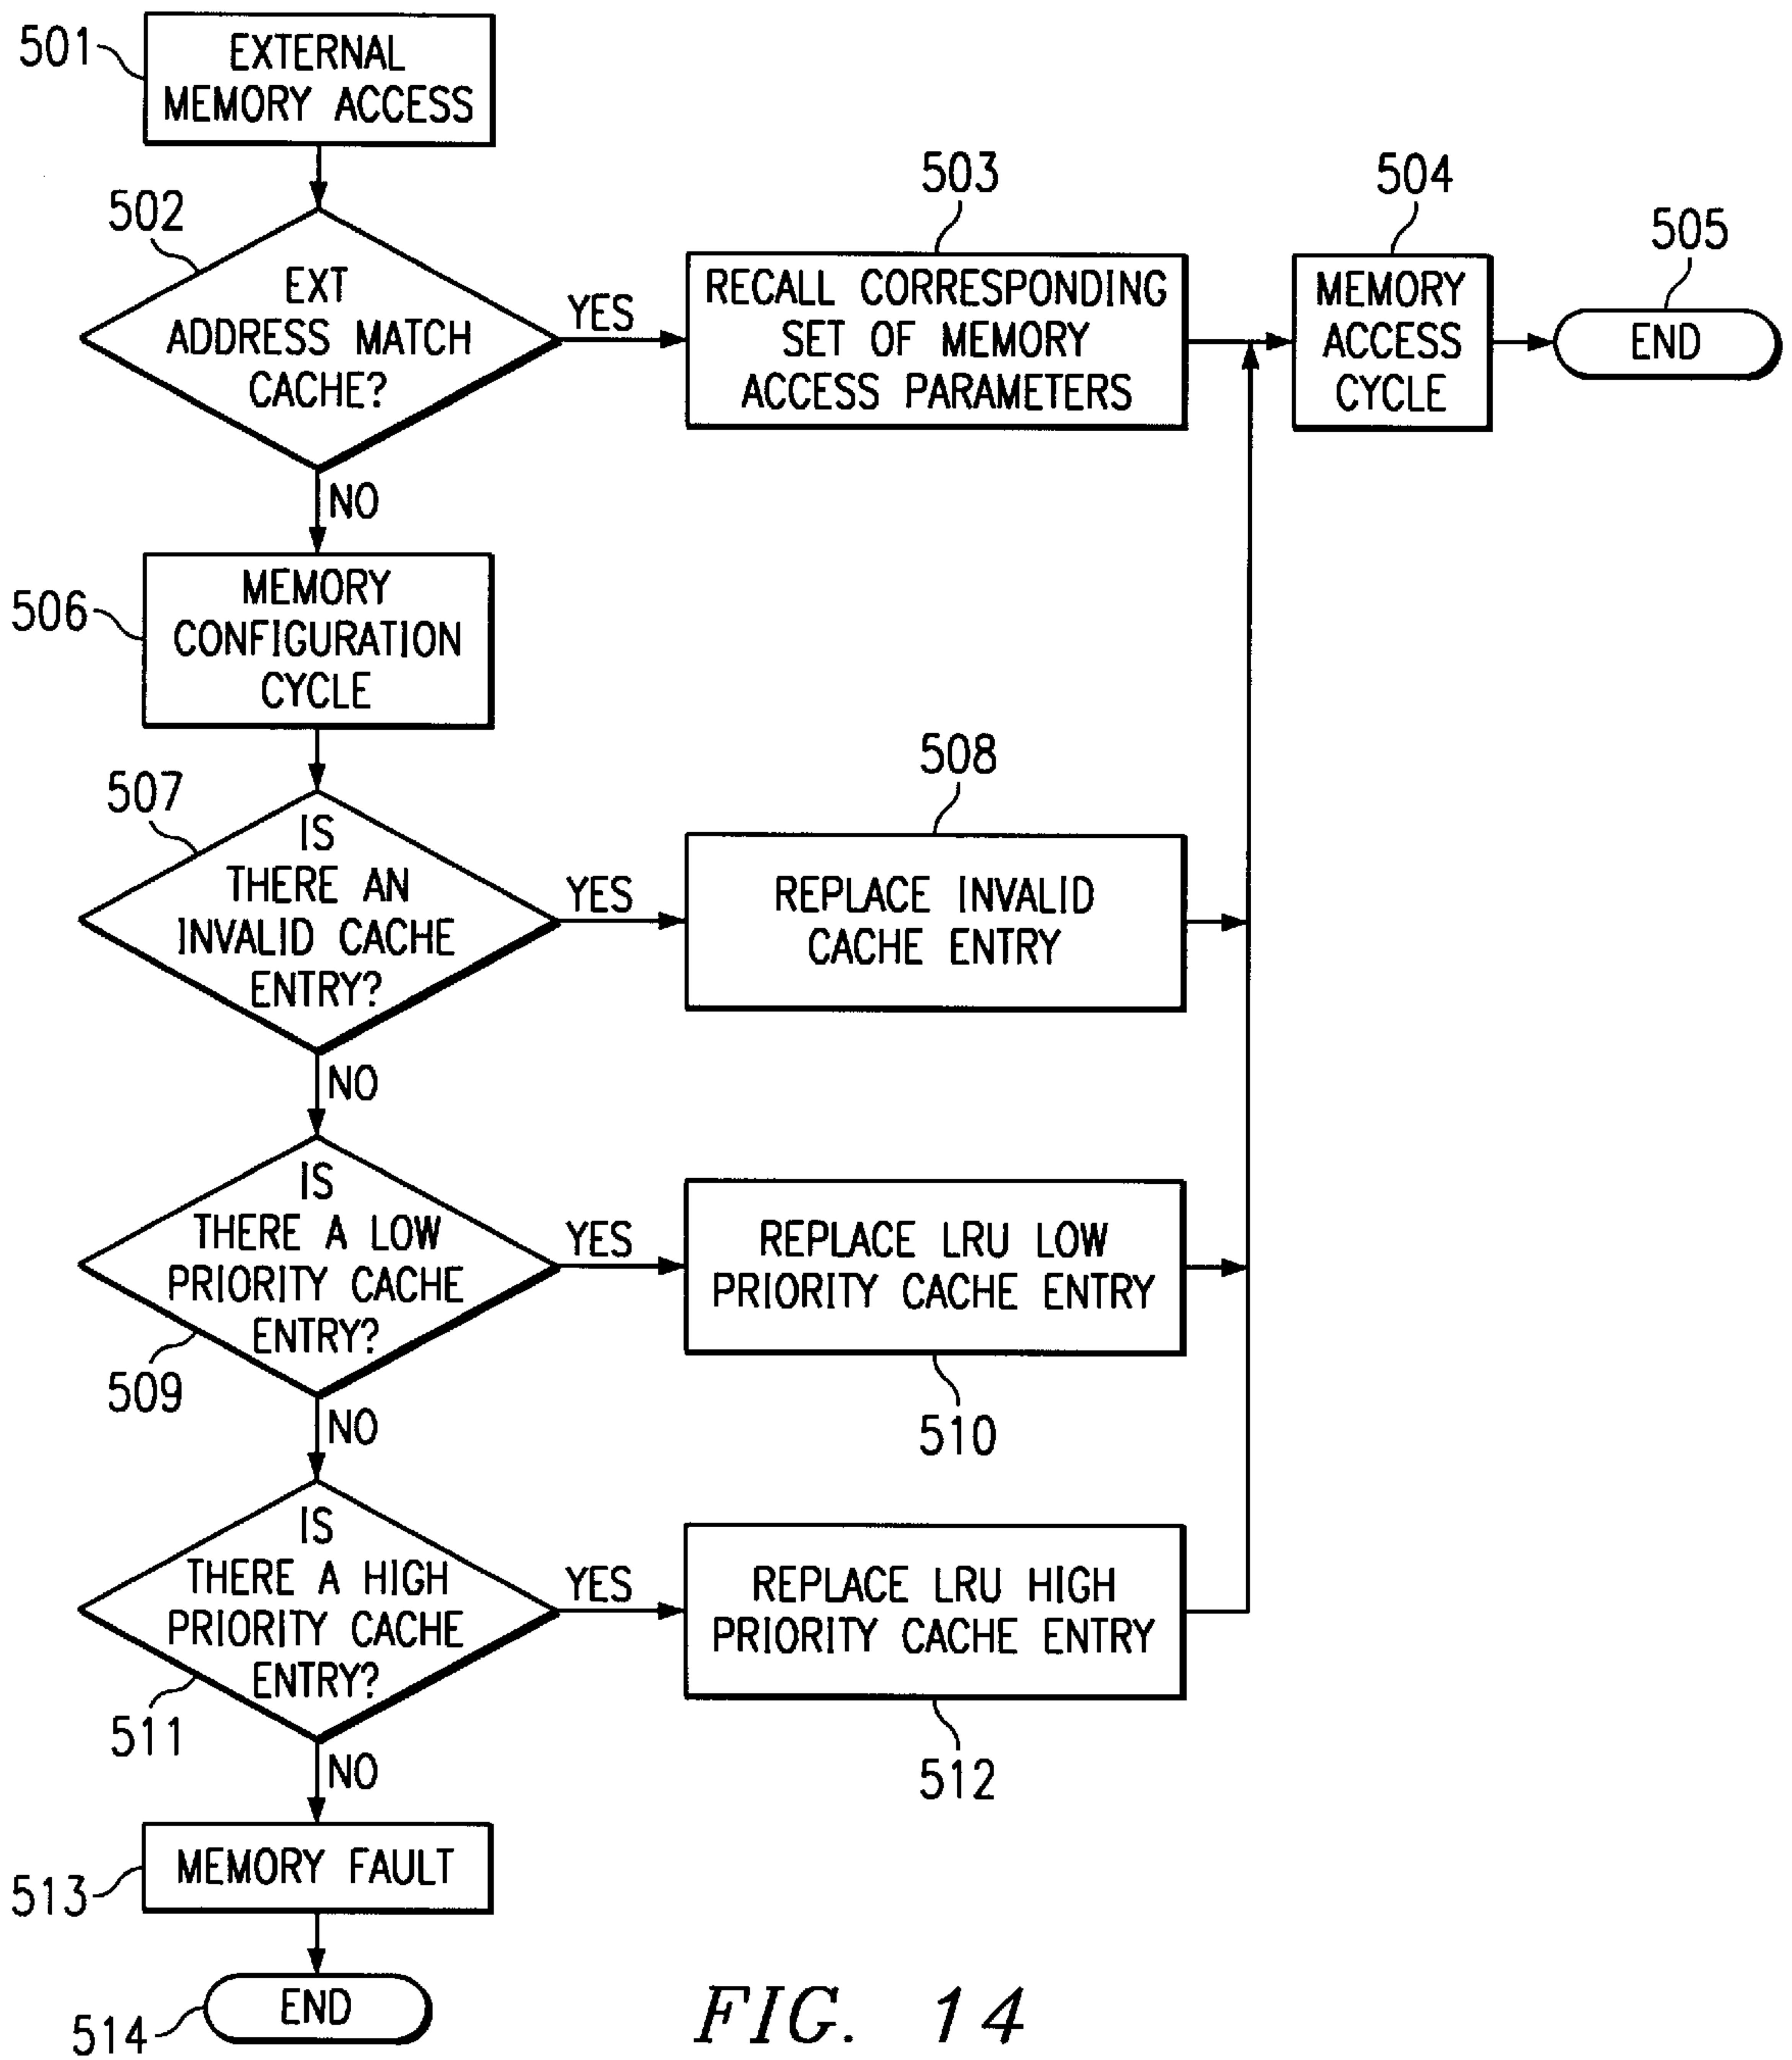 501
EXTERNAL
MEMORY ACCESS
502
EXT
ADDRESS MATCH
CACHE?
YES
503
RECALL CORRESPONDING
SET OF MEMORY
ACCESS PARAMETERS
504
MEMORY
ACCESS
CYCLE
505
END
NO
506
MEMORY
CONFIGURATION
CYCLE
507
IS
THERE AN
INVALID CACHE
ENTRY?
YES
508
REPLACE INVALID
CACHE ENTRY
NO
IS
THERE A LOW
PRIORITY CACHE
ENTRY?
509
YES
REPLACE LRU LOW
PRIORITY CACHE ENTRY
510
NO
IS
THERE A HIGH
PRIORITY CACHE
ENTRY?
511
YES
REPLACE LRU HIGH
PRIORITY CACHE ENTRY
512
NO
MEMORY FAULT
513
END
514
FIG. 14